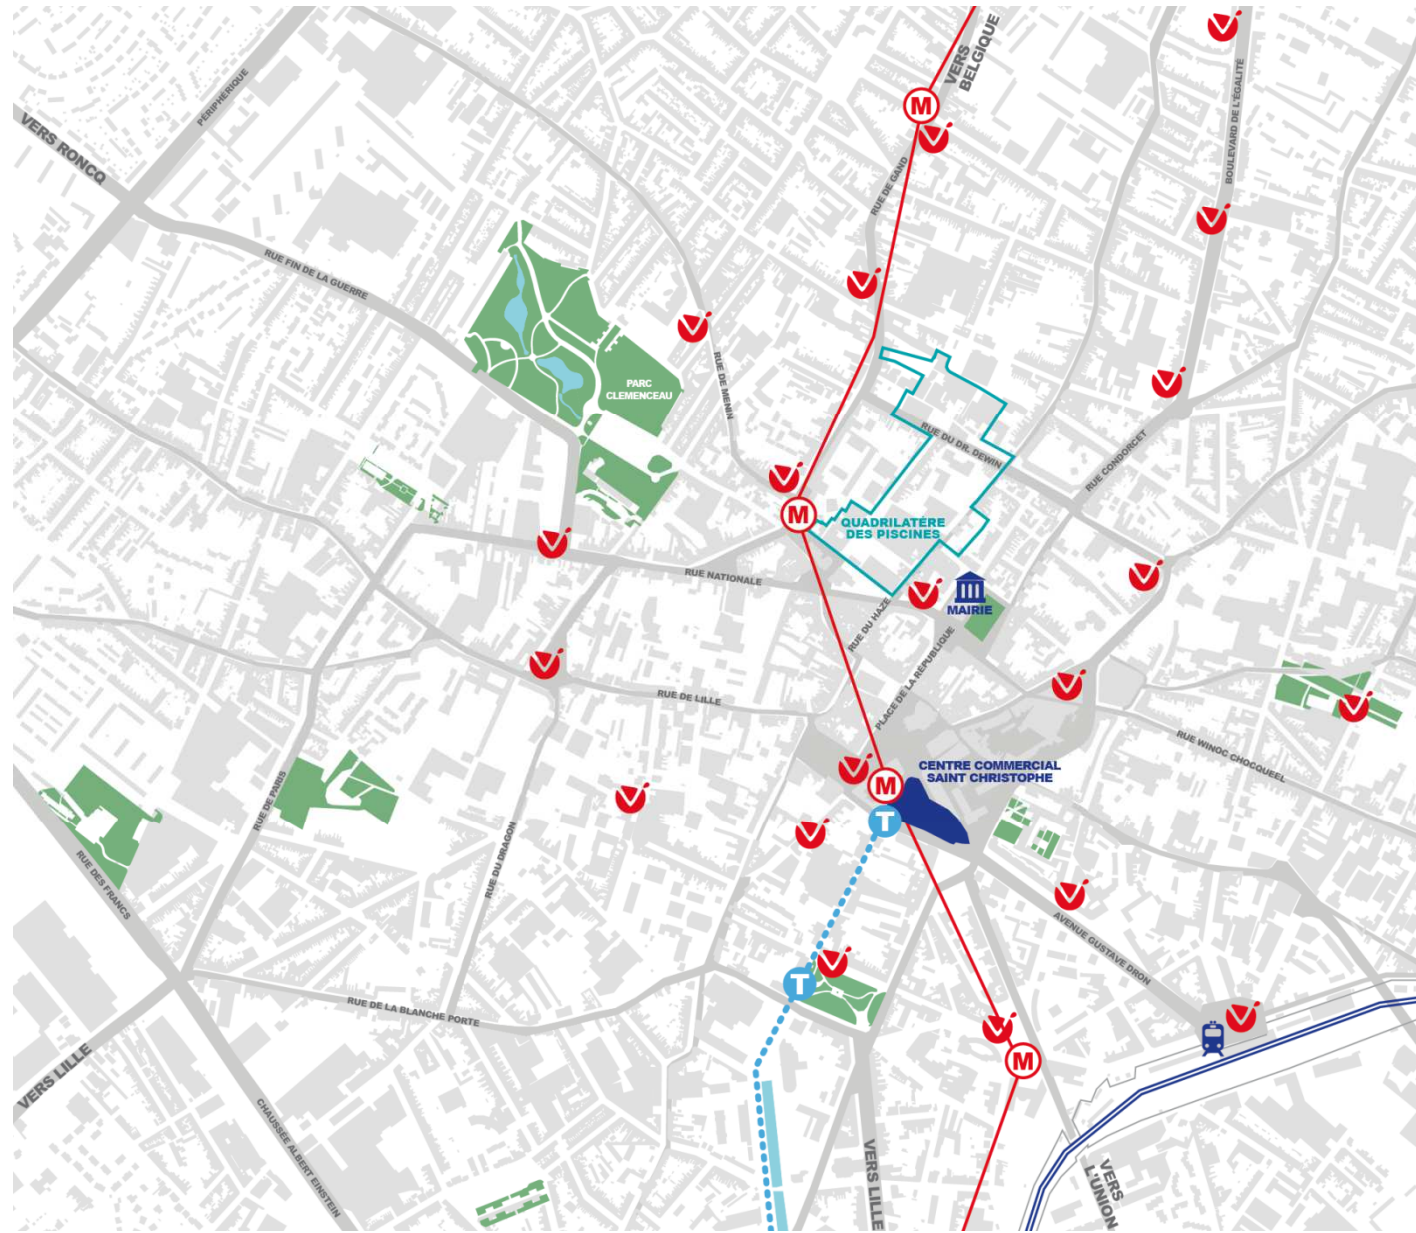 VERS
BELGIQUE
PÉRIPHÉRIQUE
BOULEVARD DE L'ÉGALITÉ
M
VERS RONCQ
RUE DE GAND
RUE FIN DE LA GUERRE
PARC
CLEMENCEAU
RUE DE MENIN
RUE DU DR. DEWIN
RUE CONDORCET
M
QUADRILATÉRE
DES PISCINES
RUE NATIONALE
MAIRIE
RUE DU HAZE
PLACE DE LA RÉPUBLIQUE
RUE DE LILLE
RUE WINOC CHOCQUEEL
CENTRE COMMERCIAL
SAINT CHRISTOPHE
M
T
RUE DE PARIS
RUE DU DRAGON
RUE DES FRANCS
AVENUE GUSTAVE DRON
T
RUE DE LA BLANCHE PORTE
M
VERS LILLE
CHAUSSÉE ALBERT EINSTEIN
VERS LILLE
VERS
L'UNION